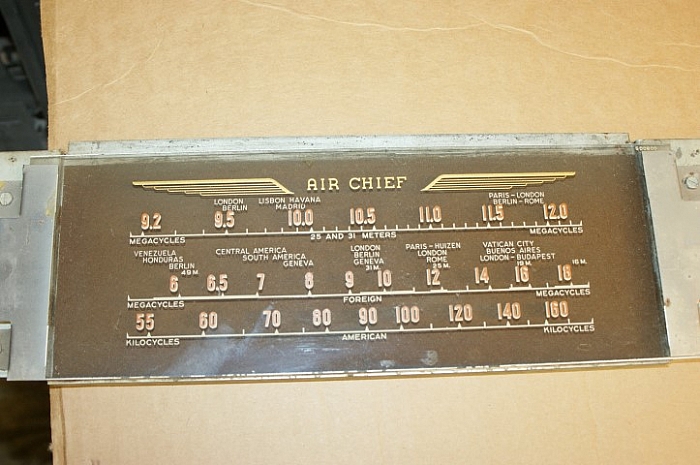 AIR CHIEF
LONDON LISBON HAVANA PARIS-LONDON
BERLIN MADRID BERLIN-ROME
9.2 9.5 10.0 10.5 11.0 11.5 12.0
MEGACYCLES 25 AND 31 METERS MEGACYCLES
VENEZUELA CENTRAL AMERICA LONDON PARIS-HUIZEN VATICAN CITY
HONDURAS SOUTH AMERICA BERLIN LONDON BUENOS AIRES
BERLIN GENEVA GENEVA ROME LONDON-BUDAPEST
49 M. 31 M. 25 M. 19 M. 16 M.
6 6.5 7 8 9 10 12 14 16 18
MEGACYCLES FOREIGN MEGACYCLES
55 60 70 80 90 100 120 140 160
KILOCYCLES AMERICAN KILOCYCLES